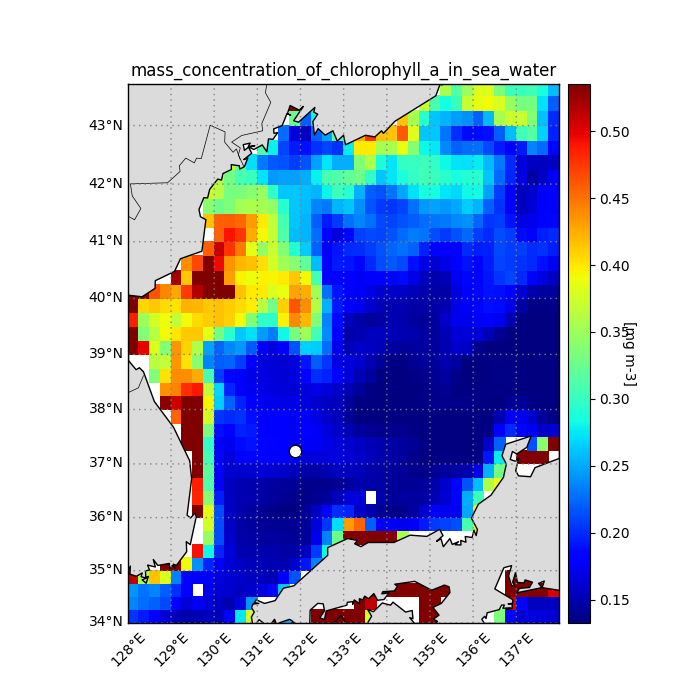 mass_concentration_of_chlorophyll_a_in_sea_water
43°N
42°N
41°N
40°N
39°N
38°N
37°N
36°N
35°N
34°N
128°E
129°E
130°E
131°E
132°E
133°E
134°E
135°E
136°E
137°E
0.50
0.45
0.40
0.35
0.30
0.25
0.20
0.15
[mg m-3]